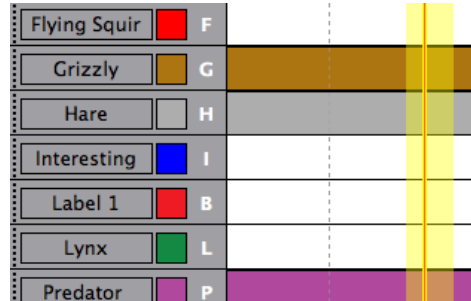 Flying Squir F
Grizzly G
Hare H
Interesting I
Label 1 B
Lynx L
Predator P